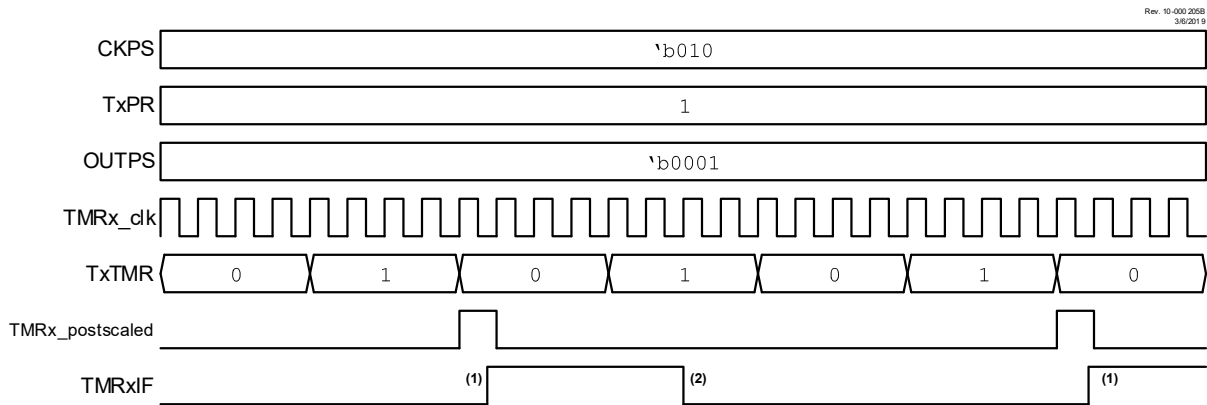 Rev. 10-000 205B
3/6/2019
CKPS
‵b010
TxPR
1
OUTPS
‵b0001
TMRx_clk
TxTMR
0 1 0 1 0 1 0
TMRx_postscaled
TMRxIF
(1) (2) (1)